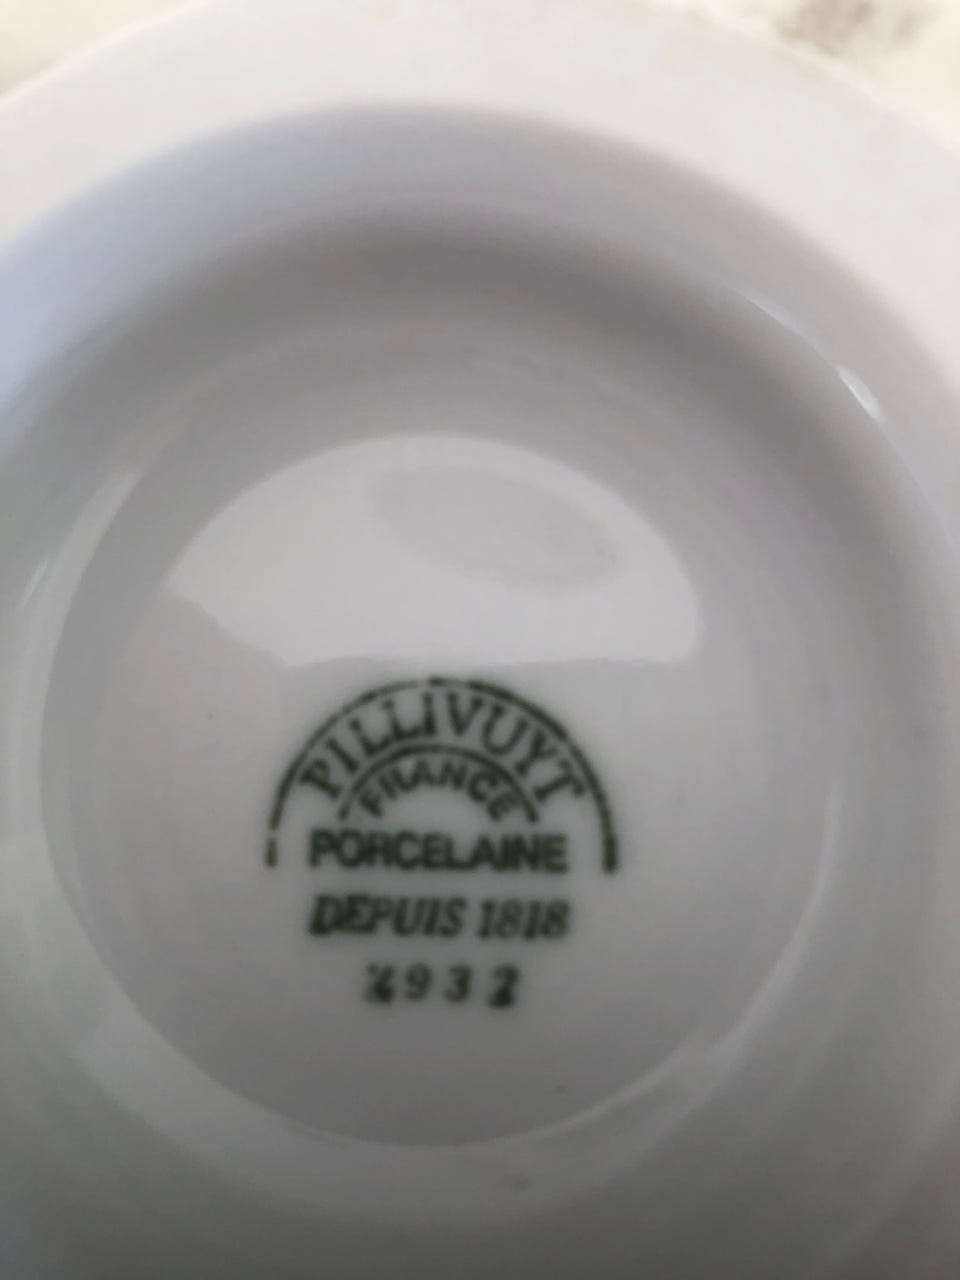 PILLIVUYT
FRANCE
PORCELAINE
DEPUIS 1818